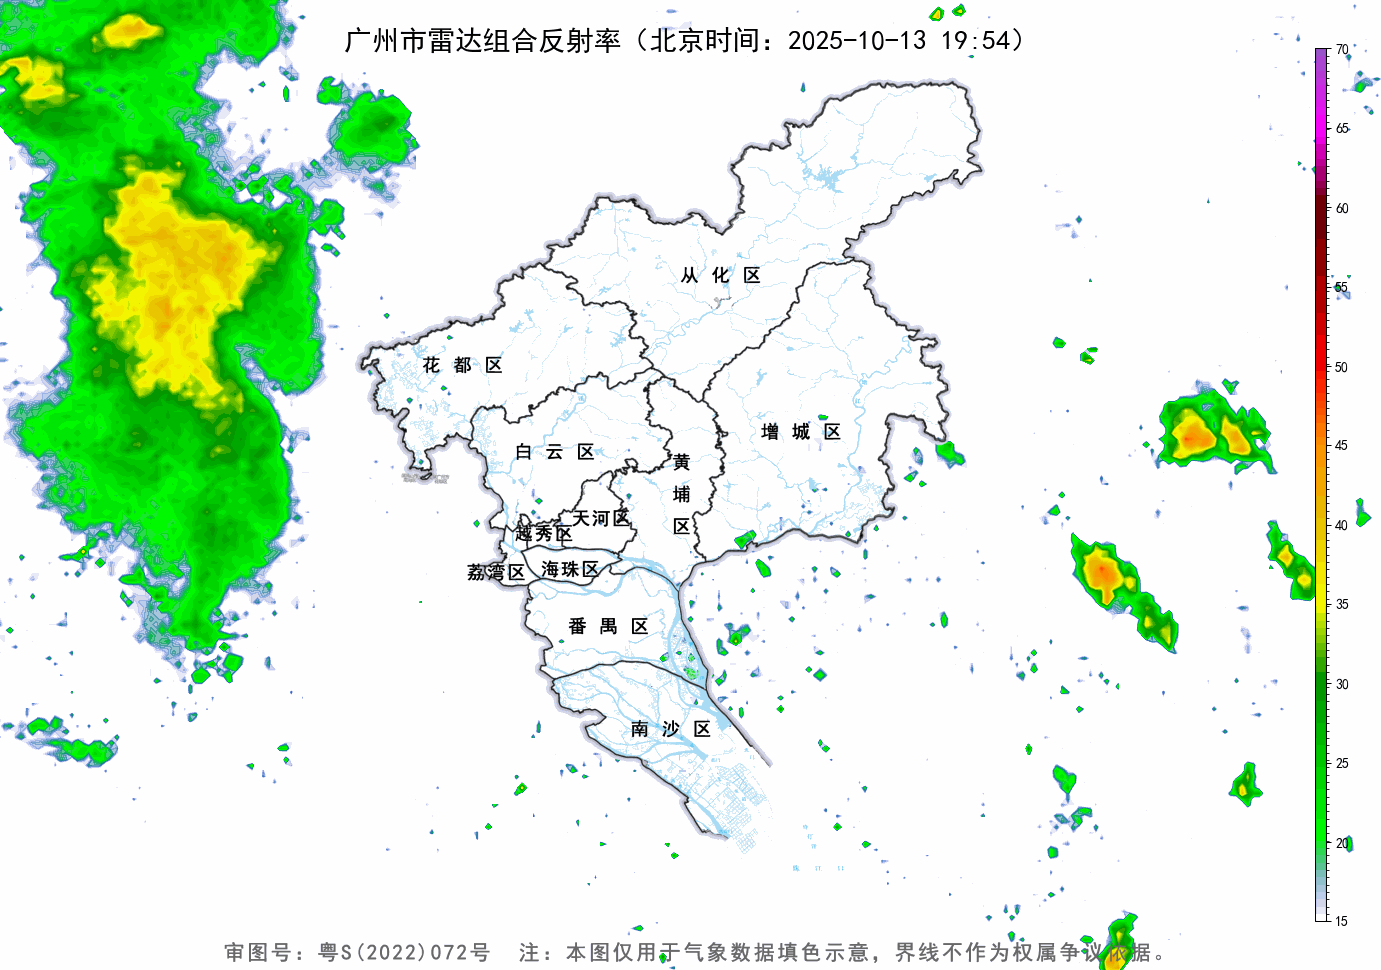 广州市雷达组合反射率（北京时间：2025-10-13 19:54）
70
65
60
55
50
45
40
35
30
25
20
15
从化区
花都区
增城区
白云区
黄埔区
天河区
越秀区
荔湾区
海珠区
番禺区
南沙区
审图号：粤S(2022)072号 注：本图仅用于气象数据填色示意，界线不作为权属争议依据。